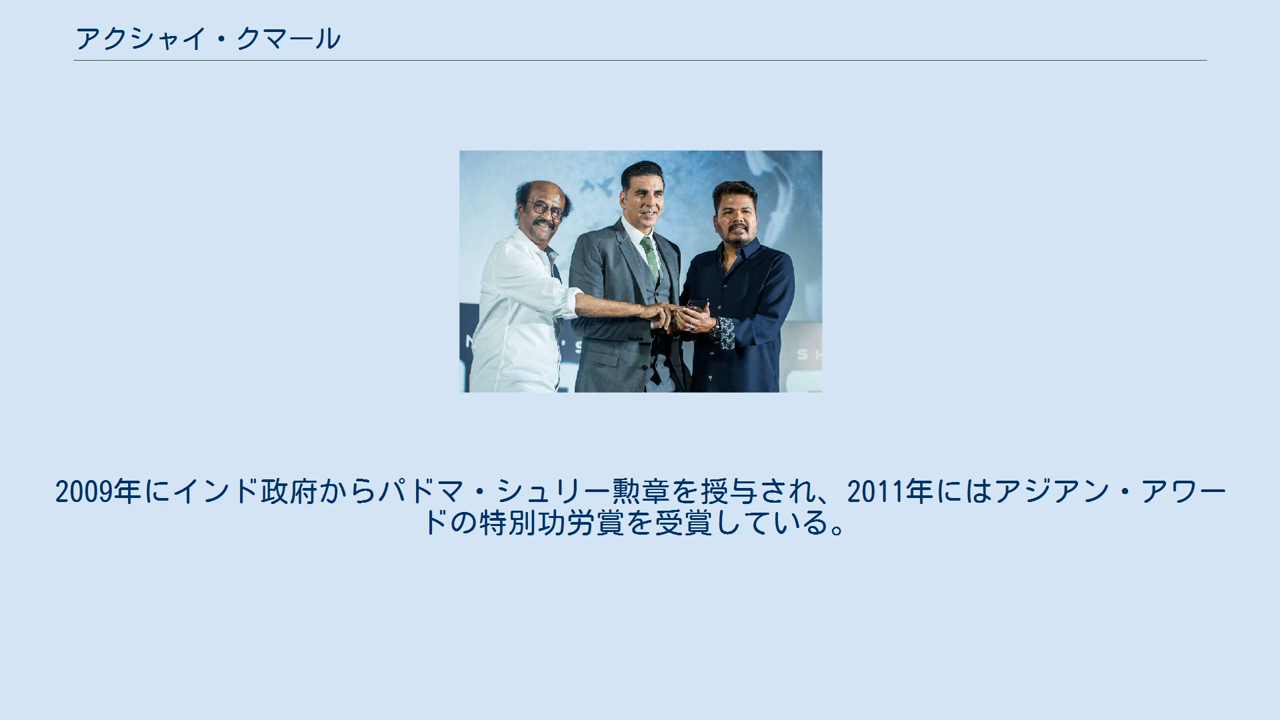 アクシャイ・クマール
2009年にインド政府からパドマ・シュリー勲章を授与され、2011年にはアジアン・アワー
ドの特別功労賞を受賞している。